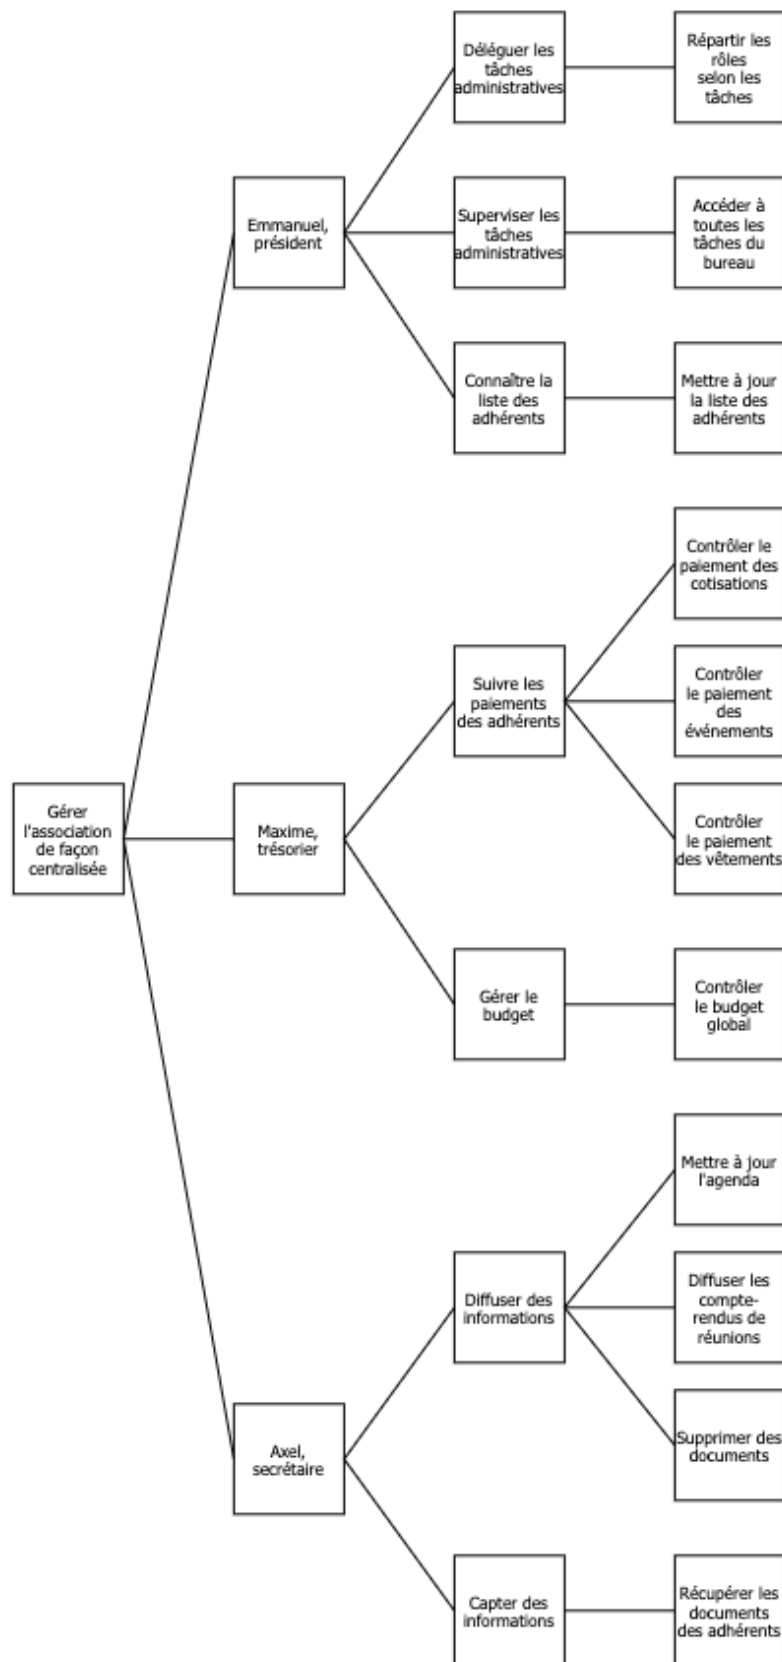 Déléguer les
tâches
administratives
Répartir les
rôles
selon les
tâches
Emmanuel,
président
Superviser les
tâches
administratives
Accéder à
toutes les
tâches du
bureau
Connaître la
liste des
adhérents
Mettre à jour
la liste des
adhérents
Contrôler le
paiement des
cotisations
Suivre les
paiements
des adhérents
Contrôler
le paiement
des
événements
Gérer
l'association
de façon
centralisée
Maxime,
trésorier
Contrôler
le paiement
des vêtements
Gérer le
budget
Contrôler
le budget
global
Mettre à jour
l'agenda
Diffuser des
informations
Diffuser les
compte-
rendus de
réunions
Axel,
secrétaire
Supprimer des
documents
Capter des
informations
Récupérer les
documents
des adhérents